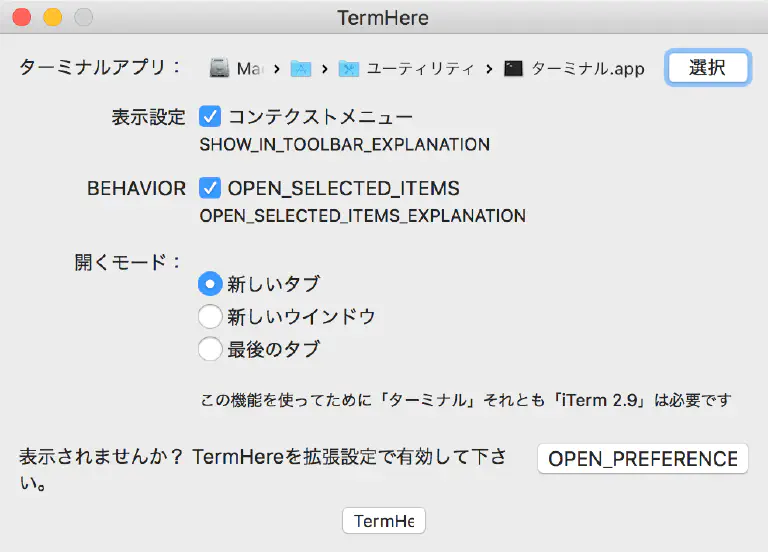 TermHere
ターミナルアプリ： Ma › › ユーティリティ › ターミナル.app 選択
表示設定 コンテクストメニュー
SHOW_IN_TOOLBAR_EXPLANATION
BEHAVIOR OPEN_SELECTED_ITEMS
OPEN_SELECTED_ITEMS_EXPLANATION
開くモード：
新しいタブ
新しいウインドウ
最後のタブ
この機能を使ってために「ターミナル」それとも「iTerm 2.9」は必要です
表示されませんか？ TermHereを拡張設定で有効して下さ OPEN_PREFERENCE
い。
TermHe